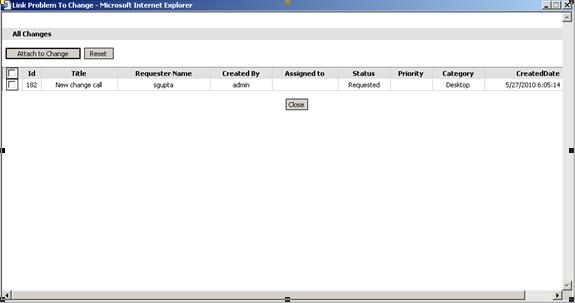 Link Problem To Change - Microsoft Internet Explorer
All Changes
Attach to Change Reset
Id Title Requester Name Created By Assigned to Status Priority Category CreatedDate
182 New change call sgupta admin Requested Desktop 5/27/2010 6:05:14
Close